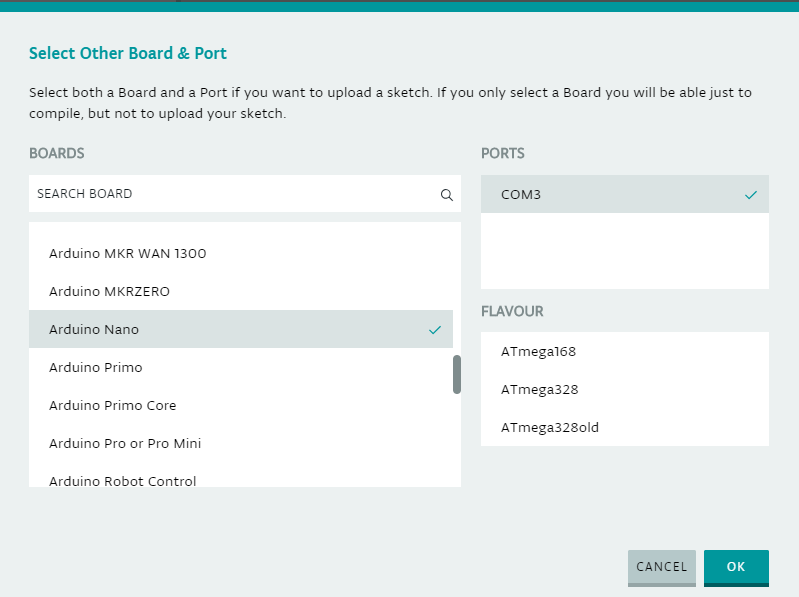 Select Other Board & Port
Select both a Board and a Port if you want to upload a sketch. If you only select a Board you will be able just to
compile, but not to upload your sketch.
BOARDS
SEARCH BOARD
Arduino MKR WAN 1300
Arduino MKRZERO
Arduino Nano
Arduino Primo
Arduino Primo Core
Arduino Pro or Pro Mini
Arduino Robot Control
PORTS
COM3
FLAVOUR
ATmega168
ATmega328
ATmega328old
CANCEL
OK